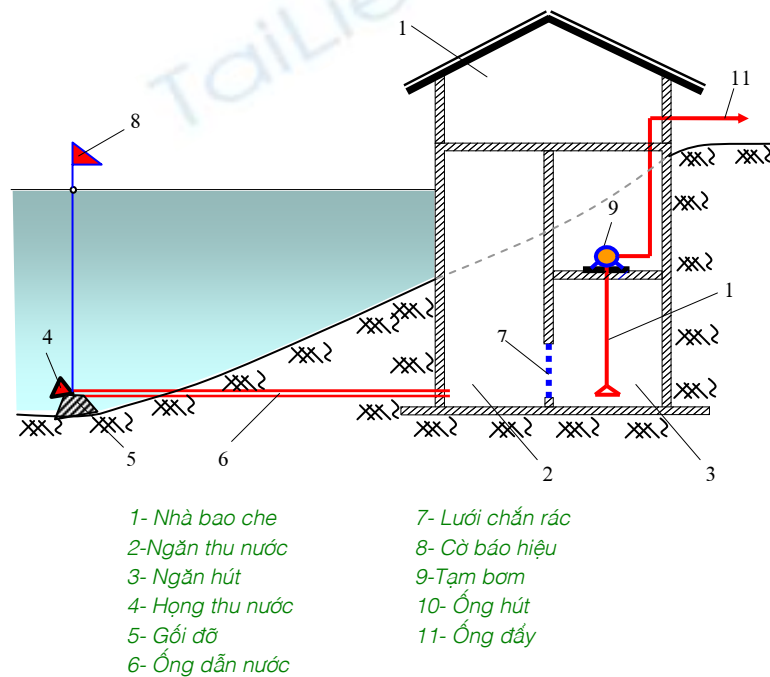 TaiLie
1
11
8
9
4
7
1
5
6
2
3
1- Nhà bao che
2-Ngăn thu nước
3- Ngăn hút
4- Họng thu nước
5- Gối đỡ
6- Ống dẫn nước
7- Lưới chắn rác
8- Cờ báo hiệu
9-Tạm bơm
10- Ống hút
11- Ống đẩy